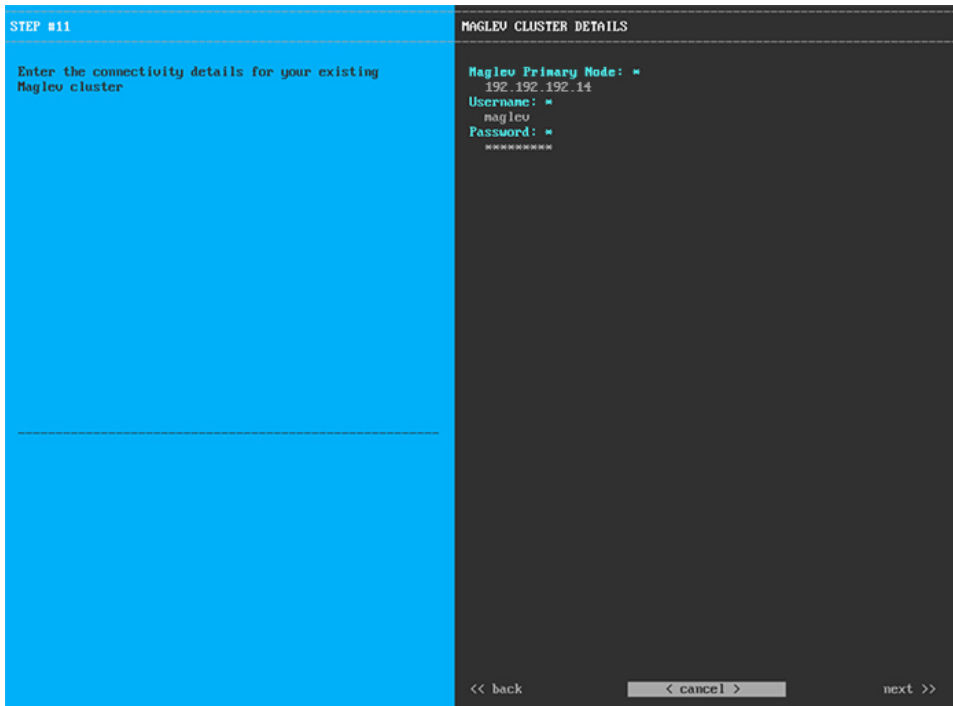 STEP #11
Enter the connectivity details for your existing
Maglev cluster
MAGLEV CLUSTER DETAILS
Maglev Primary Node: *
192.192.192.14
Username: *
maglev
Password: *
*********
<< back
< cancel >
next >>